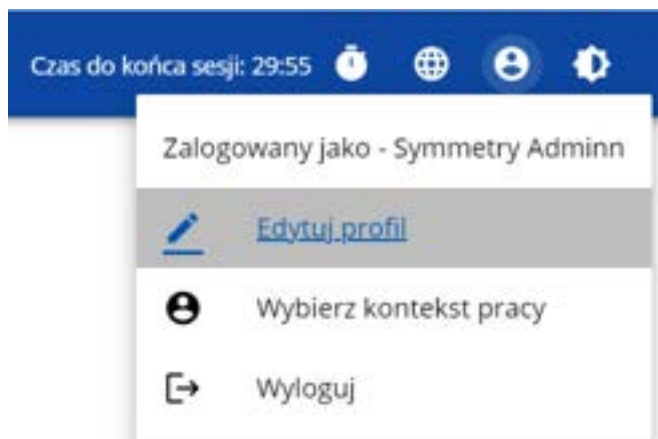 Czas do końca sesji: 29:55
Zalogowany jako - Symmetry Adminn
Edytuj profil
Wybierz kontekst pracy
Wyloguj